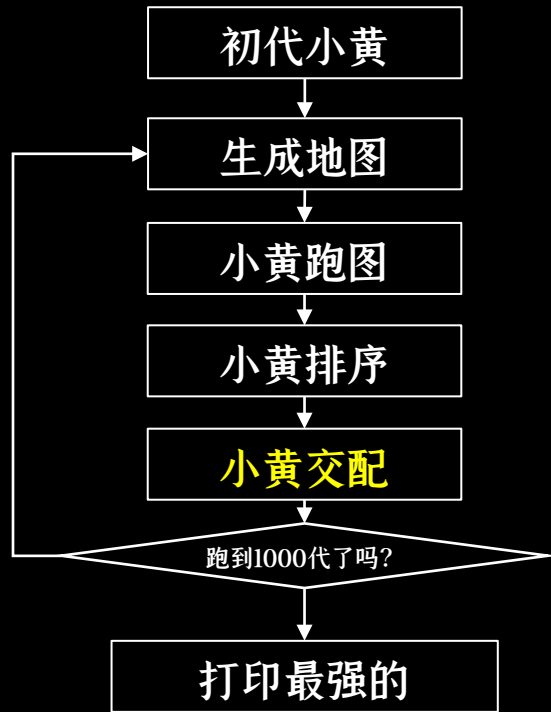 初代小黄
生成地图
小黄跑图
小黄排序
小黄交配
跑到1000代了吗?
打印最强的